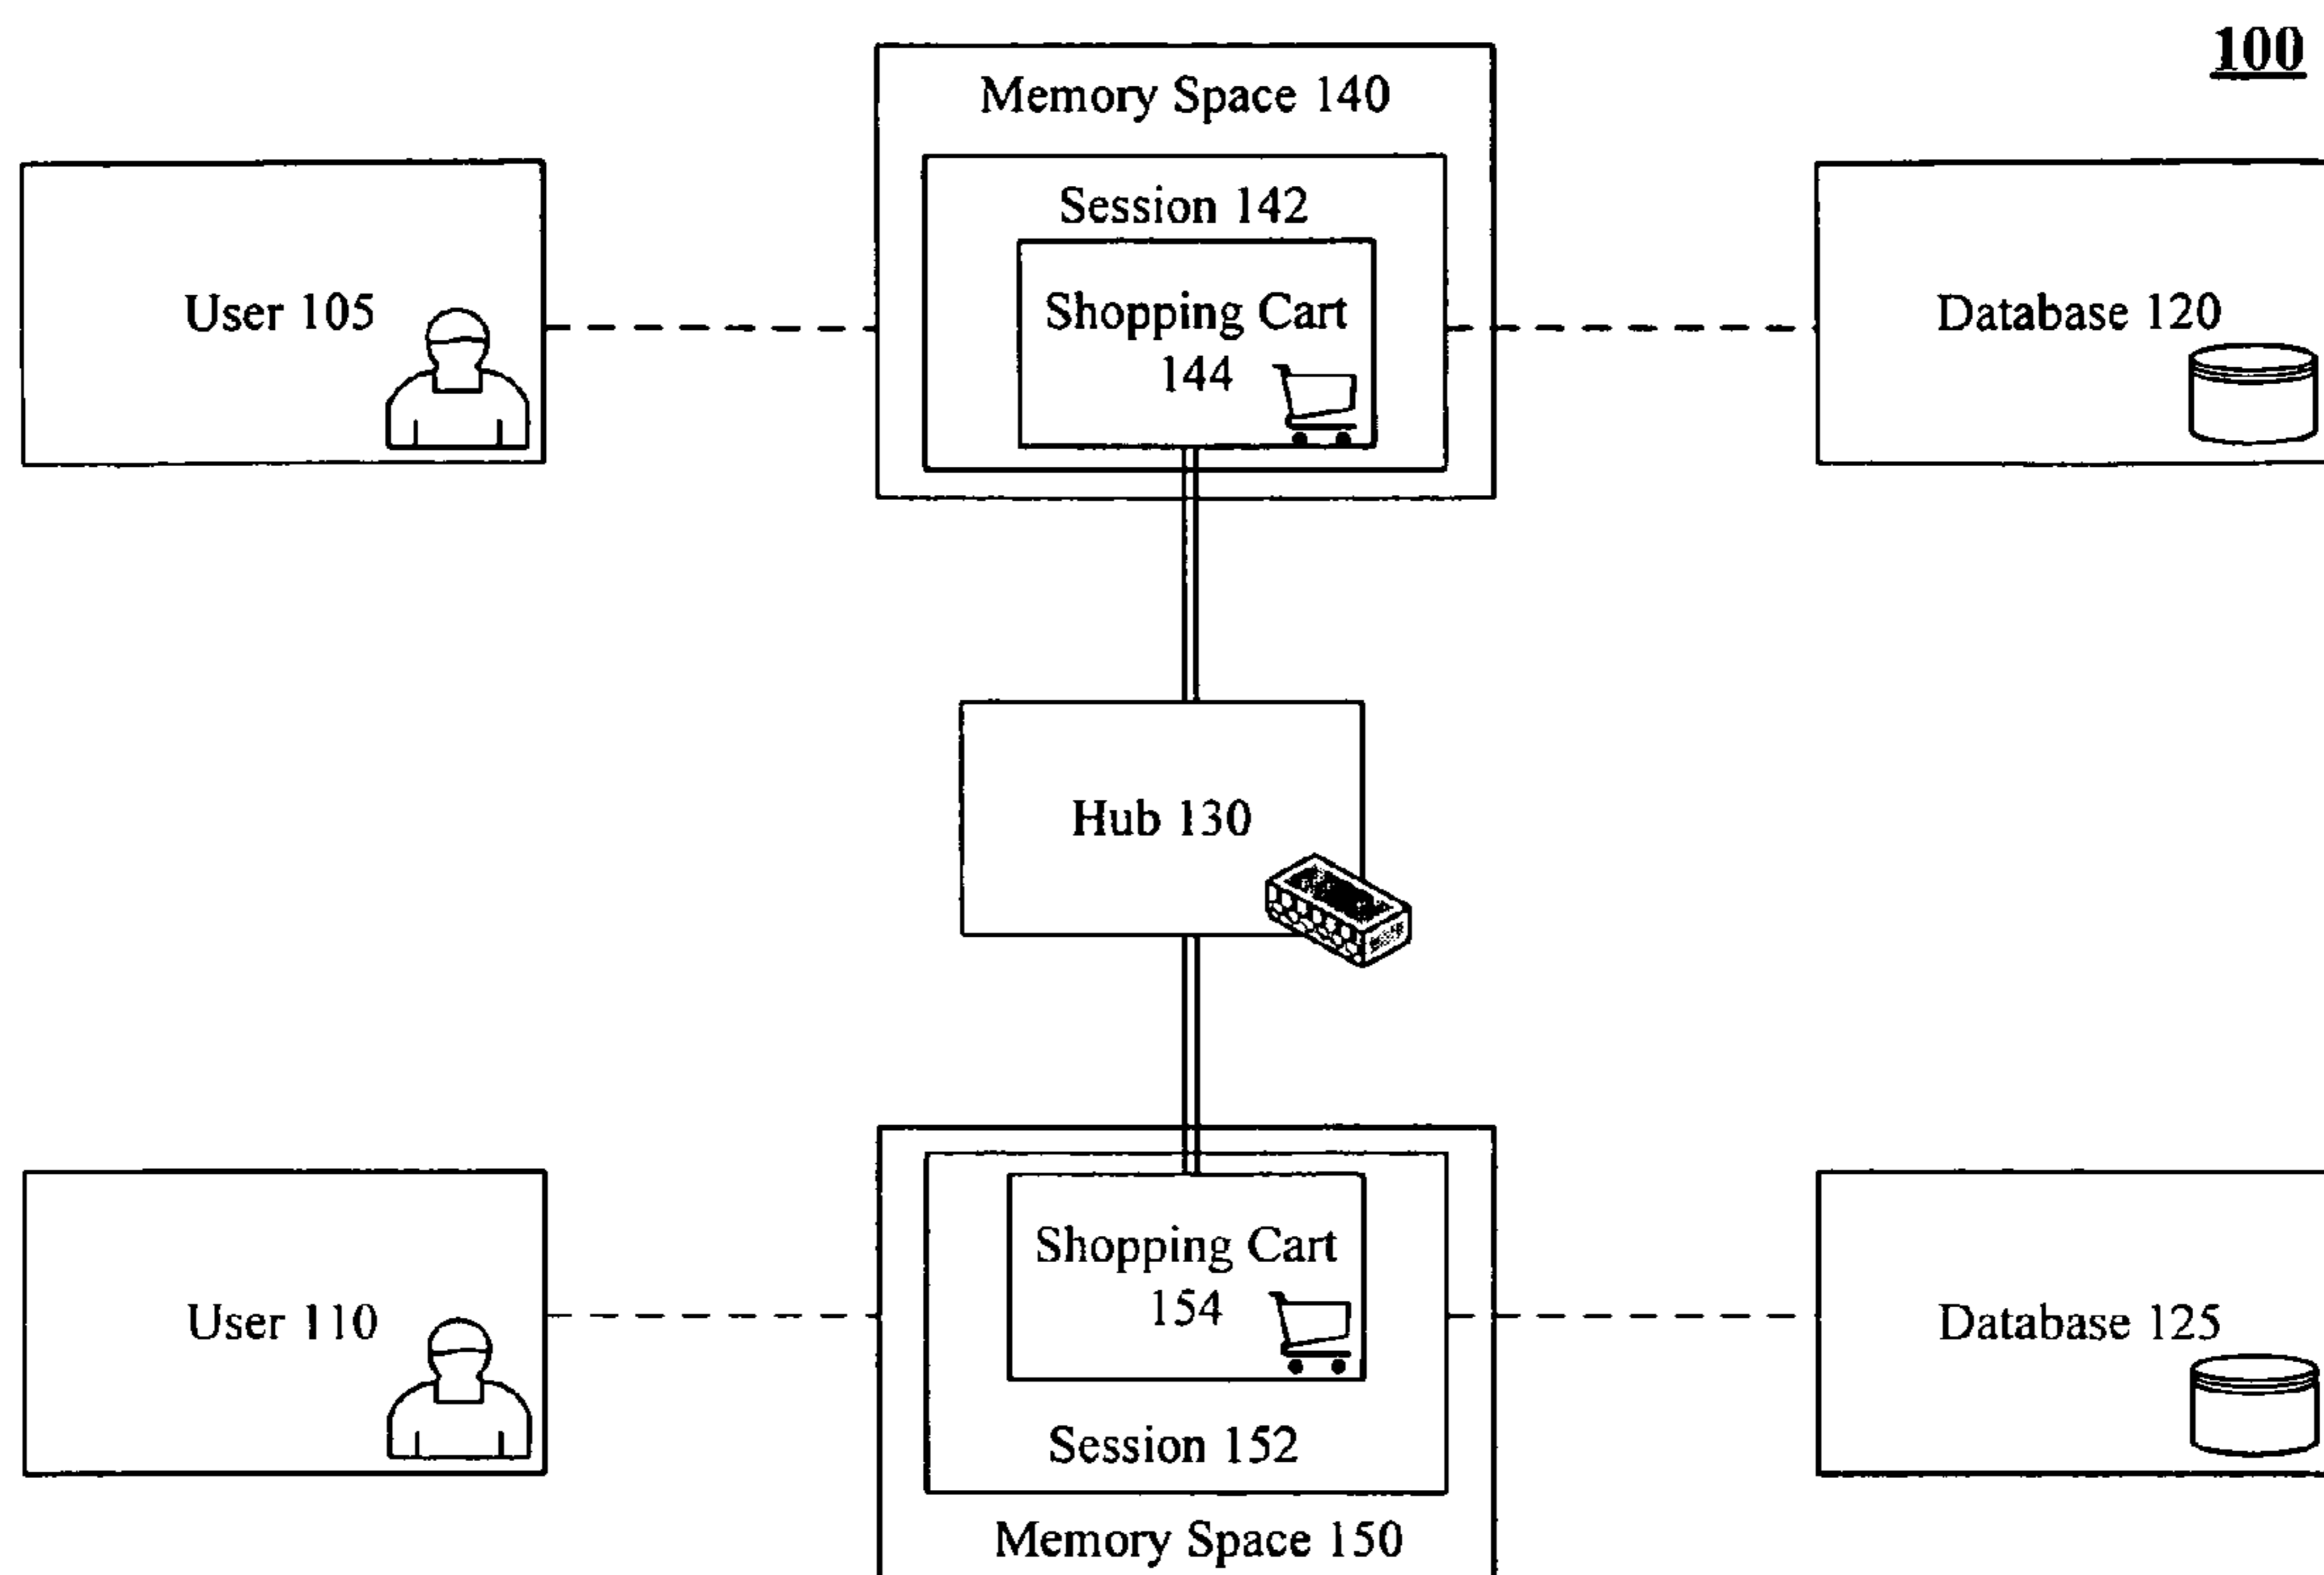 100
Memory Space 140
Session 142
User 105
Shopping Cart
144
Database 120
Hub 130
Shopping Cart
154
User 110
Database 125
Session 152
Memory Space 150